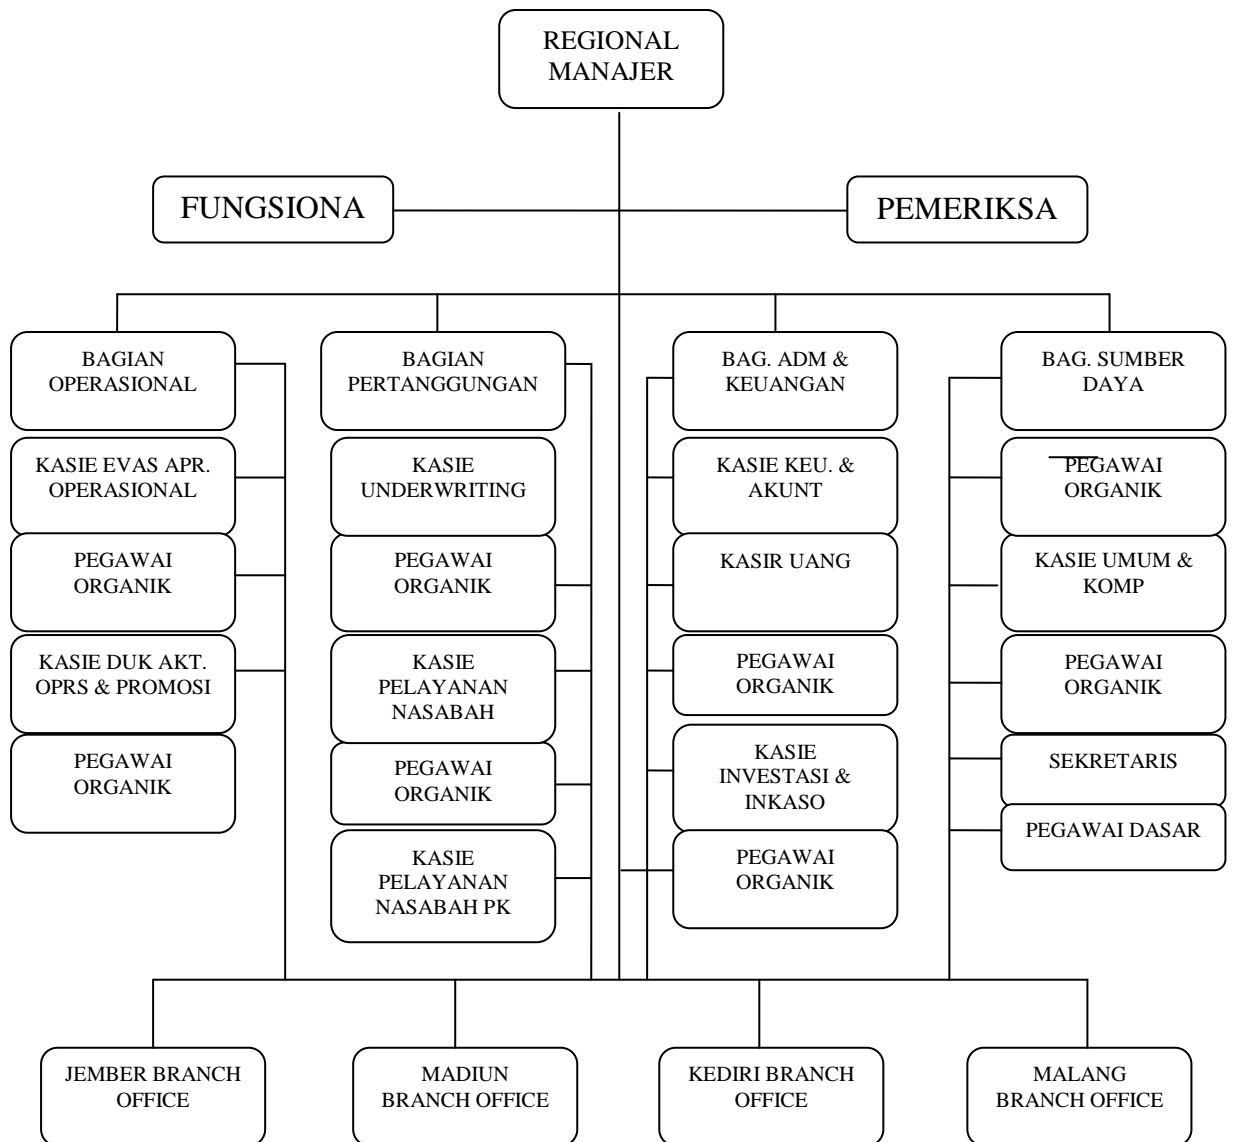 REGIONAL
MANAJER
FUNGSIONA
PEMERIKSA
BAGIAN
OPERASIONAL
KASIE EVAS APR.
OPERASIONAL
PEGAWAI
ORGANIK
KASIE DUK AKT.
OPRS & PROMOSI
PEGAWAI
ORGANIK
BAGIAN
PERTANGGUNGAN
KASIE
UNDERWRITING
PEGAWAI
ORGANIK
KASIE
PELAYANAN
NASABAH
PEGAWAI
ORGANIK
KASIE
PELAYANAN
NASABAH PK
BAG. ADM &
KEUANGAN
KASIE KEU. &
AKUNT
KASIR UANG
PEGAWAI
ORGANIK
KASIE
INVESTASI &
INKASO
PEGAWAI
ORGANIK
BAG. SUMBER
DAYA
PEGAWAI
ORGANIK
KASIE UMUM &
KOMP
PEGAWAI
ORGANIK
SEKRETARIS
PEGAWAI DASAR
JEMBER BRANCH
OFFICE
MADIUN
BRANCH OFFICE
KEDIRI BRANCH
OFFICE
MALANG
BRANCH OFFICE